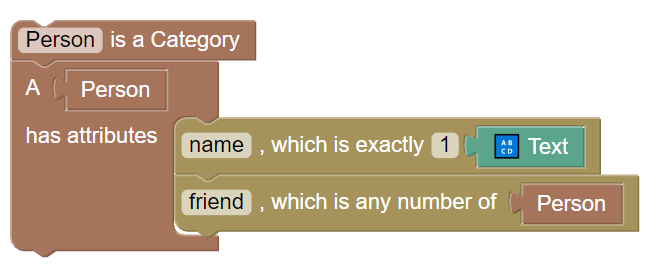 Person is a Category
A Person
has attributes
name , which is exactly 1 AB CD Text
friend , which is any number of Person